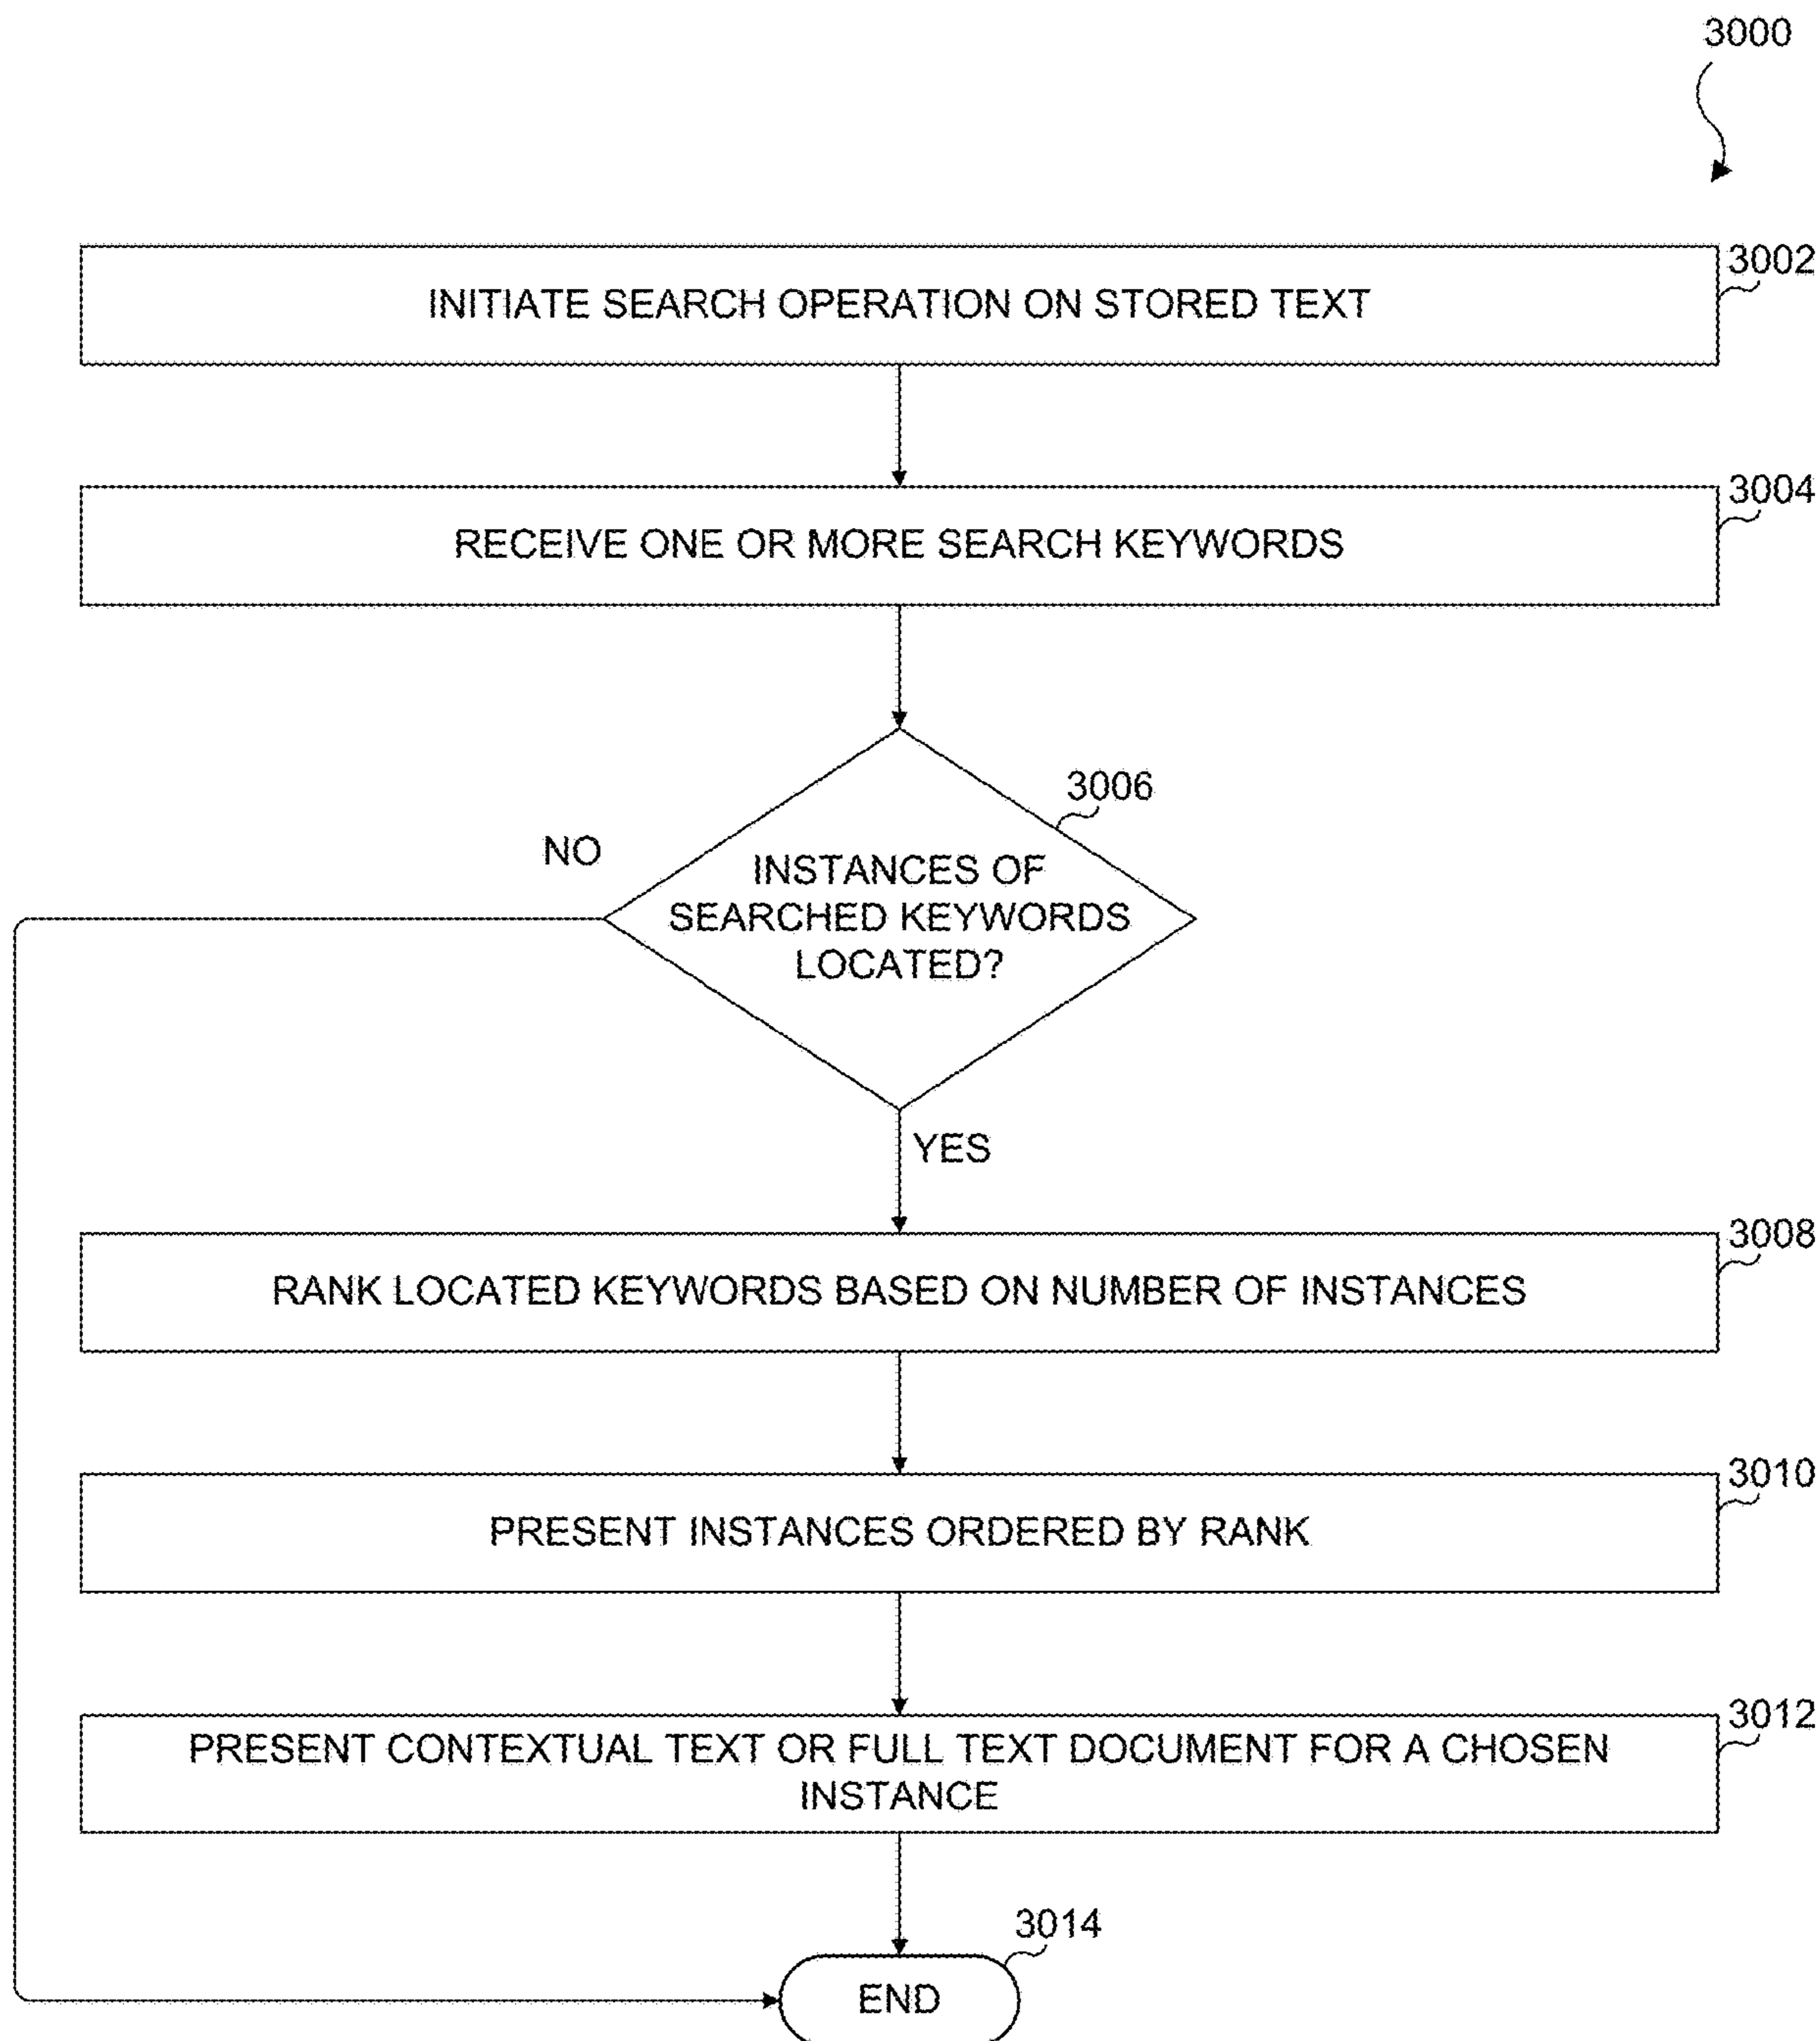 3000
3002
INITIATE SEARCH OPERATION ON STORED TEXT
3004
RECEIVE ONE OR MORE SEARCH KEYWORDS
3006
NO
INSTANCES OF
SEARCHED KEYWORDS
LOCATED?
YES
3008
RANK LOCATED KEYWORDS BASED ON NUMBER OF INSTANCES
3010
PRESENT INSTANCES ORDERED BY RANK
3012
PRESENT CONTEXTUAL TEXT OR FULL TEXT DOCUMENT FOR A CHOSEN
INSTANCE
3014
END